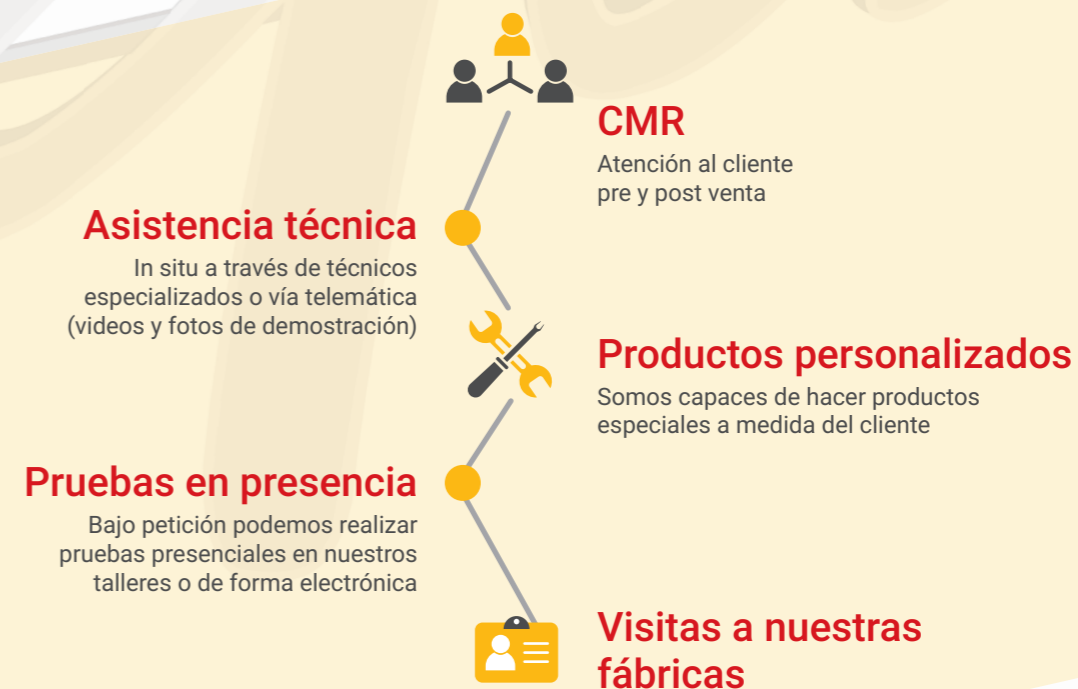 CMR
Atención al cliente
pre y post venta
Asistencia técnica
In situ a través de técnicos
especializados o vía telemática
(videos y fotos de demostración)
Productos personalizados
Somos capaces de hacer productos
especiales a medida del cliente
Pruebas en presencia
Bajo petición podemos realizar
pruebas presenciales en nuestros
talleres o de forma electrónica
Visitas a nuestras
fábricas